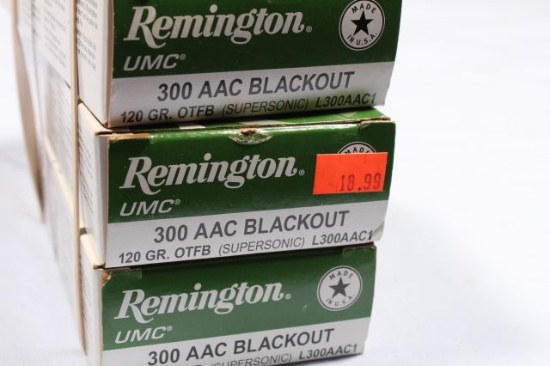 Remington®
UMC®
MADE IN U.S.A.
300 AAC BLACKOUT
120 GR. OTFB (SUPERSONIC) L300AAC1
Remington®
UMC®
MA
18.99
300 AAC BLACKOUT
120 GR. OTFB (SUPERSONIC) L300AAC1
Remington®
UMC®
MADE IN U.S.A.
300 AAC BLACKOUT
(SUPERSONIC) L300AAC1